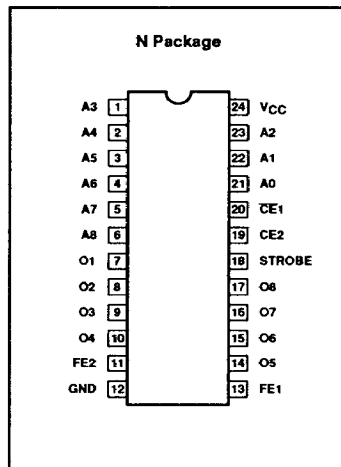 N Package
A3 1 24 VCC
A4 2 23 A2
A5 3 22 A1
A6 4 21 A0
A7 5 20 C̅E̅1
A8 6 19 CE2
O1 7 18 STROBE
O2 8 17 O8
O3 9 16 O7
O4 10 15 O6
FE2 11 14 O5
GND 12 13 FE1